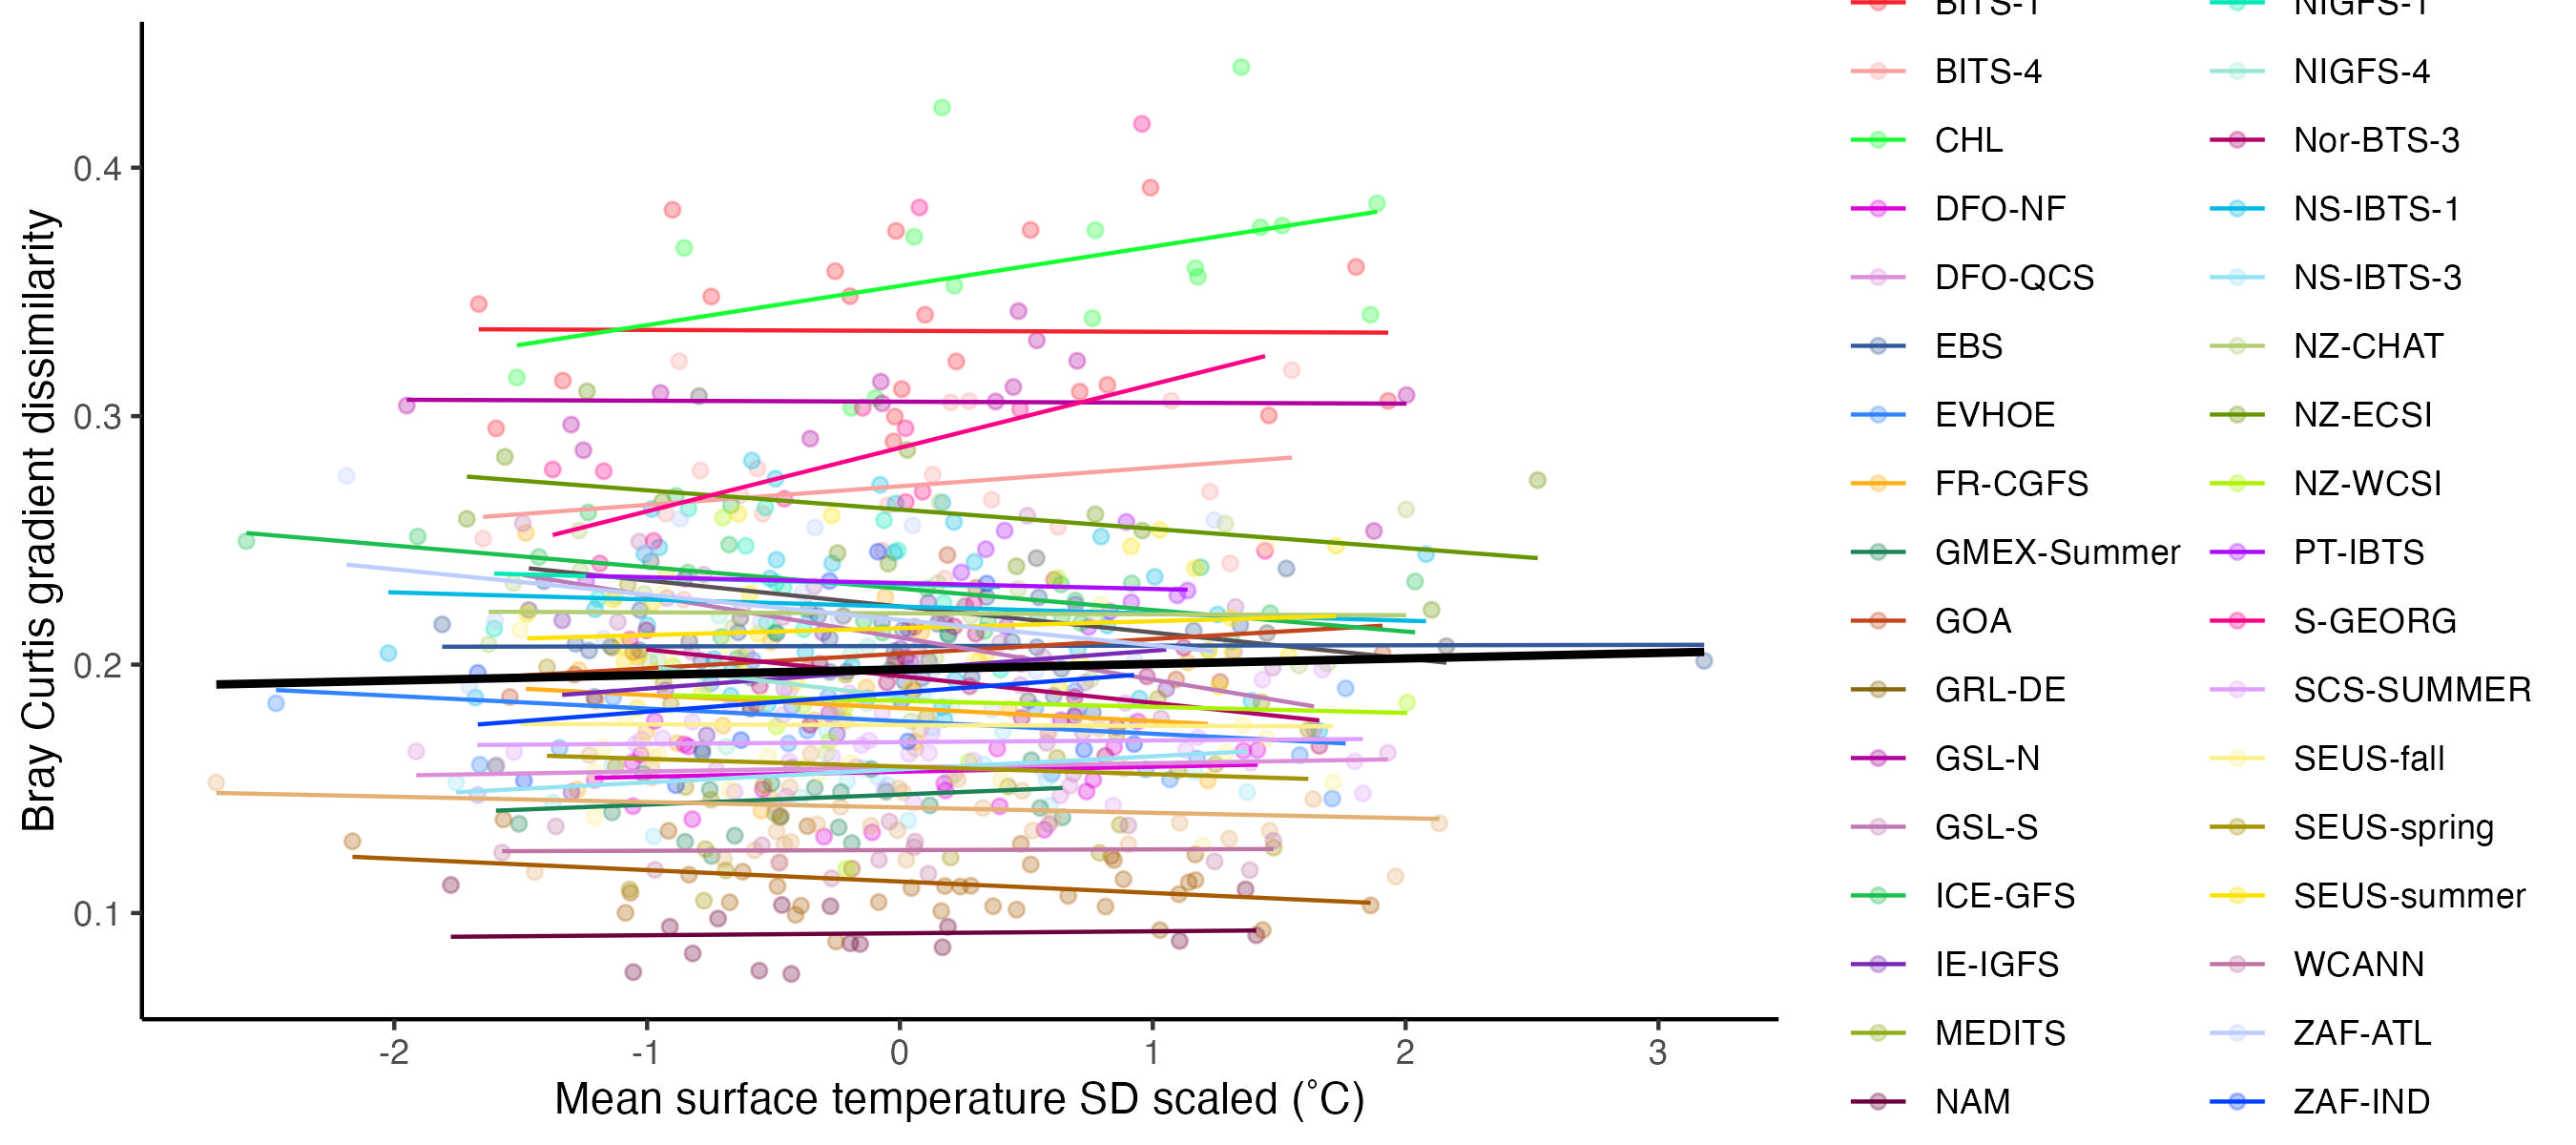 BITS-1 NIGFS-1
BITS-4 NIGFS-4
CHL Nor-BTS-3
DFO-NF NS-IBTS-1
DFO-QCS NS-IBTS-3
EBS NZ-CHAT
EVHOE NZ-ECSI
FR-CGFS NZ-WCSI
GMEX-Summer PT-IBTS
GOA S-GEORG
GRL-DE SCS-SUMMER
GSL-N SEUS-fall
GSL-S SEUS-spring
ICE-GFS SEUS-summer
IE-IGFS WCANN
MEDITS ZAF-ATL
NAM ZAF-IND
Bray Curtis gradient dissimilarity
0.4
0.3
0.2
0.1
-2 -1 0 1 2 3
Mean surface temperature SD scaled (°C)